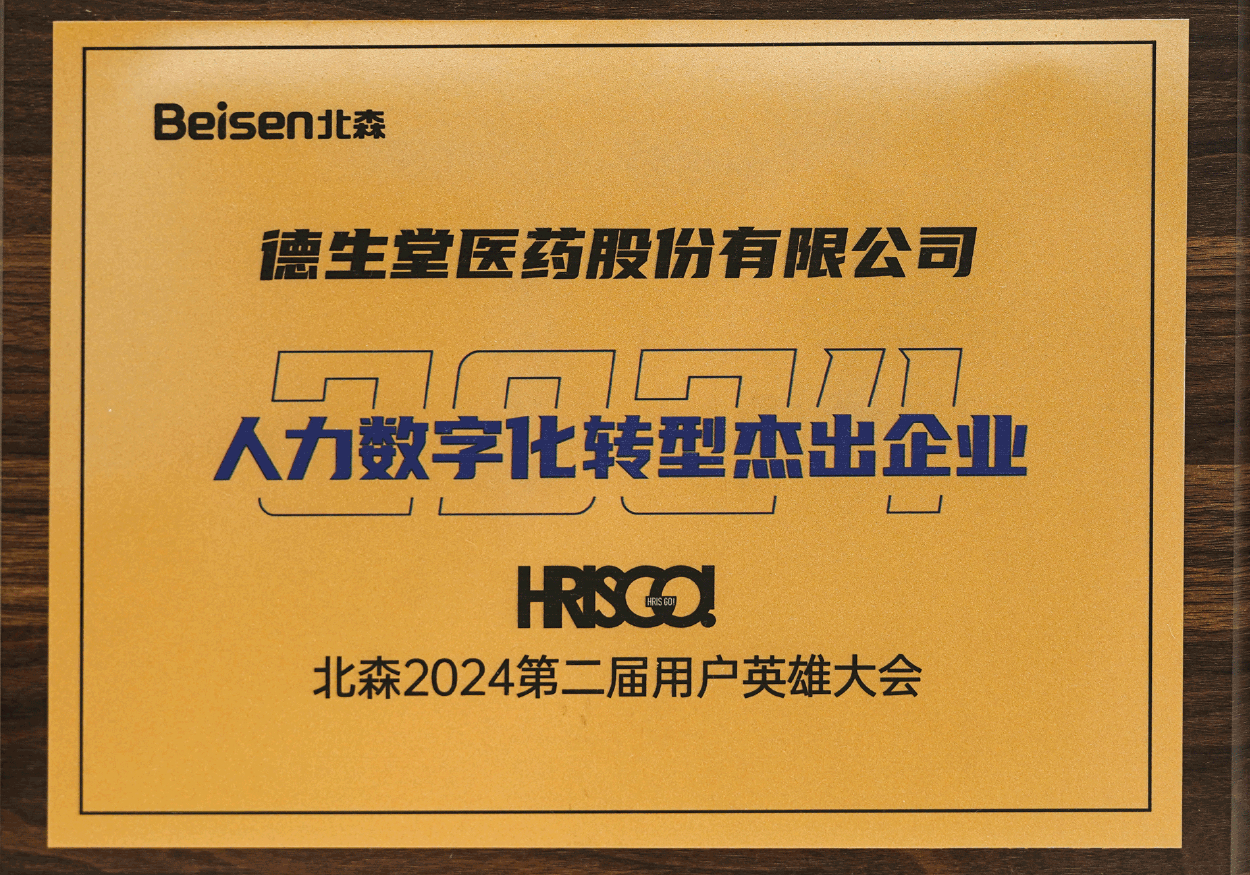 Beisen北森
德生堂医药股份有限公司
2024
人力数字化转型杰出企业
HRISGO!
HRIS GO!
北森2024第二届用户英雄大会